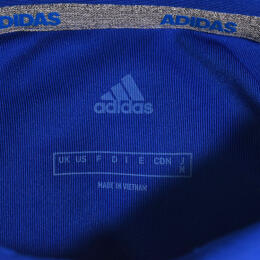 ADIDAS ADIDAS
adidas
UK US F D I E CDN J
MADE IN VIETNAM